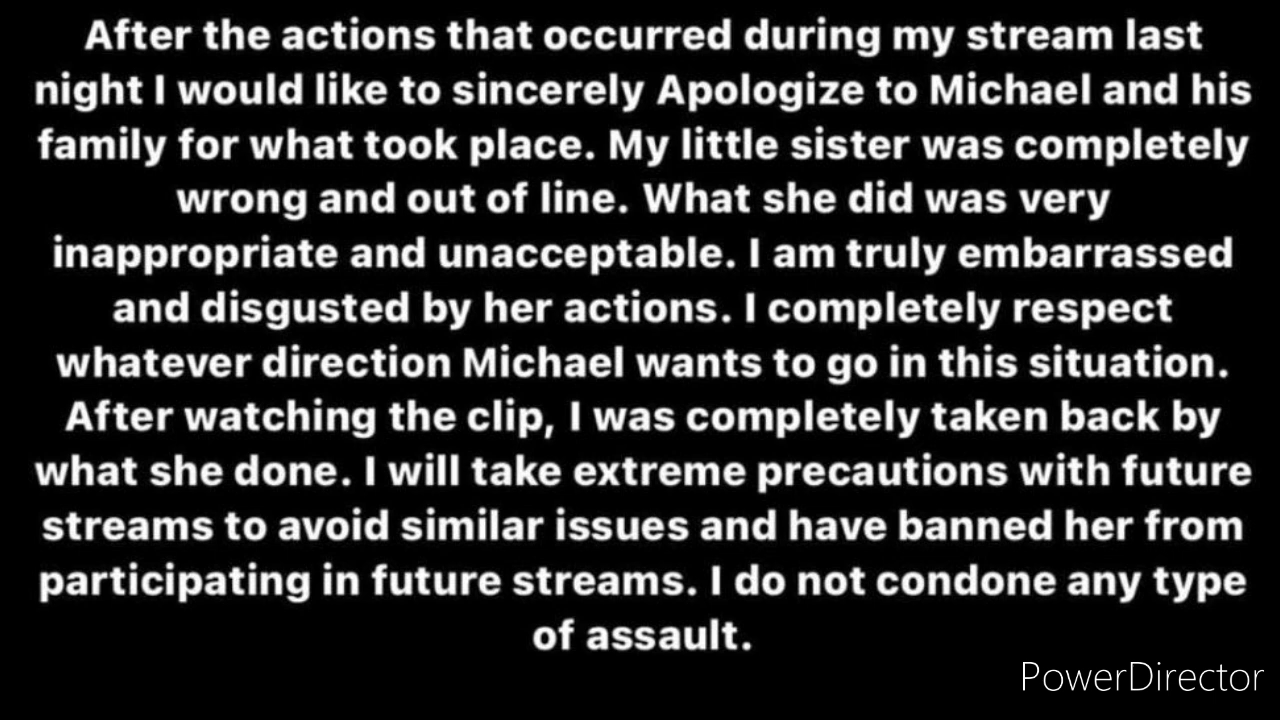 After the actions that occurred during my stream last
night I would like to sincerely Apologize to Michael and his
family for what took place. My little sister was completely
wrong and out of line. What she did was very
inappropriate and unacceptable. I am truly embarrassed
and disgusted by her actions. I completely respect
whatever direction Michael wants to go in this situation.
After watching the clip, I was completely taken back by
what she done. I will take extreme precautions with future
streams to avoid similar issues and have banned her from
participating in future streams. I do not condone any type
of assault.
PowerDirector